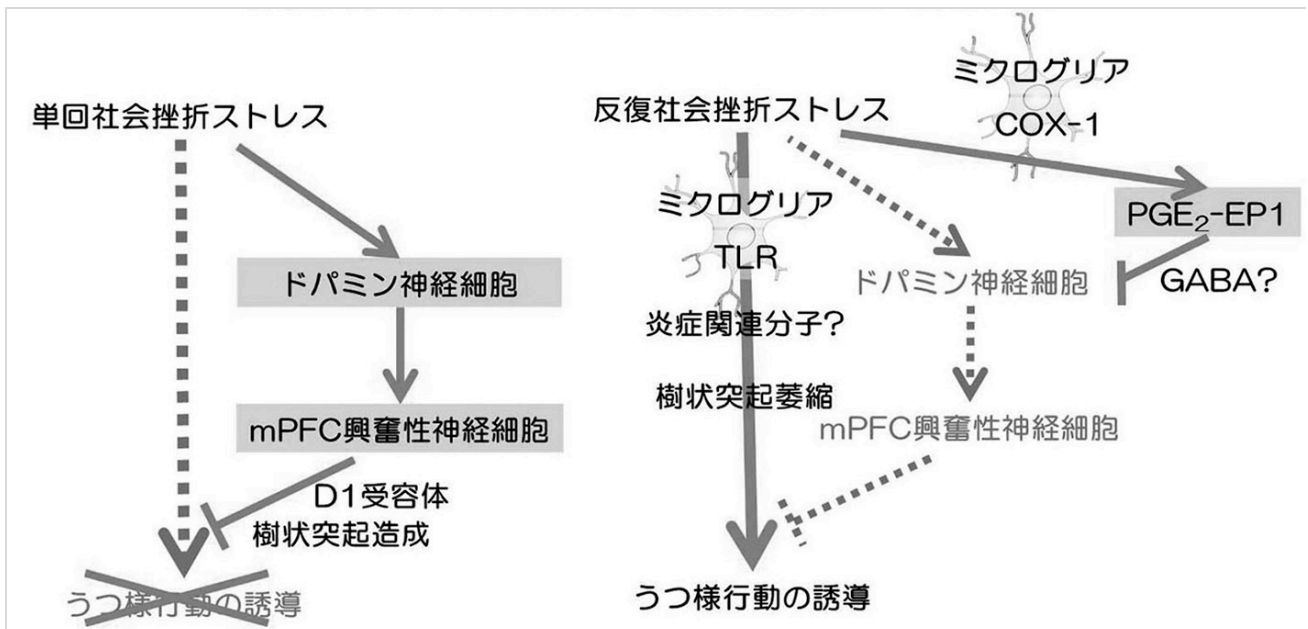 単回社会挫折ストレス
ドパミン神経細胞
mPFC興奮性神経細胞
D1受容体
樹状突起造成
うつ様行動の誘導
ミクログリア
COX-1
反復社会挫折ストレス
ミクログリア
TLR
PGE₂-EP1
GABA?
ドパミン神経細胞
炎症関連分子?
樹状突起萎縮
mPFC興奮性神経細胞
うつ様行動の誘導